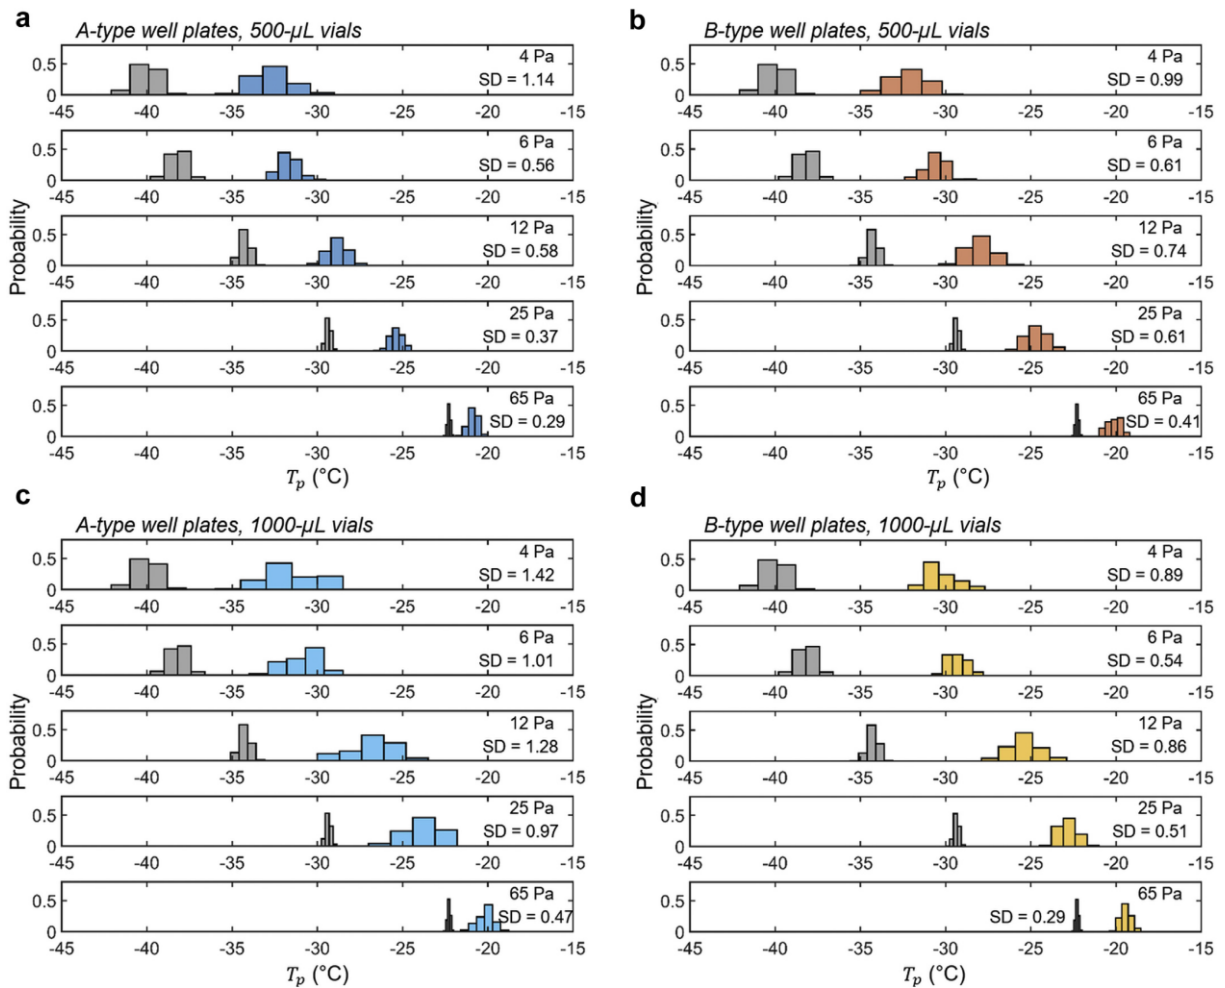 a
A-type well plates, 500-µL vials
Probability
0.5
0
4 Pa
SD = 1.14
-45 -40 -35 -30 -25 -20 -15
0.5
0
6 Pa
SD = 0.56
-45 -40 -35 -30 -25 -20 -15
0.5
0
12 Pa
SD = 0.58
-45 -40 -35 -30 -25 -20 -15
0.5
0
25 Pa
SD = 0.37
-45 -40 -35 -30 -25 -20 -15
0.5
0
65 Pa
SD = 0.29
-45 -40 -35 -30 -25 -20 -15
Tp (°C)
b
B-type well plates, 500-µL vials
Probability
0.5
0
4 Pa
SD = 0.99
-45 -40 -35 -30 -25 -20 -15
0.5
0
6 Pa
SD = 0.61
-45 -40 -35 -30 -25 -20 -15
0.5
0
12 Pa
SD = 0.74
-45 -40 -35 -30 -25 -20 -15
0.5
0
25 Pa
SD = 0.61
-45 -40 -35 -30 -25 -20 -15
0.5
0
65 Pa
SD = 0.41
-45 -40 -35 -30 -25 -20 -15
Tp (°C)
c
A-type well plates, 1000-µL vials
Probability
0.5
0
4 Pa
SD = 1.42
-45 -40 -35 -30 -25 -20 -15
0.5
0
6 Pa
SD = 1.01
-45 -40 -35 -30 -25 -20 -15
0.5
0
12 Pa
SD = 1.28
-45 -40 -35 -30 -25 -20 -15
0.5
0
25 Pa
SD = 0.97
-45 -40 -35 -30 -25 -20 -15
0.5
0
65 Pa
SD = 0.47
-45 -40 -35 -30 -25 -20 -15
Tp (°C)
d
B-type well plates, 1000-µL vials
Probability
0.5
0
4 Pa
SD = 0.89
-45 -40 -35 -30 -25 -20 -15
0.5
0
6 Pa
SD = 0.54
-45 -40 -35 -30 -25 -20 -15
0.5
0
12 Pa
SD = 0.86
-45 -40 -35 -30 -25 -20 -15
0.5
0
25 Pa
SD = 0.51
-45 -40 -35 -30 -25 -20 -15
0.5
0
65 Pa
SD = 0.29
-45 -40 -35 -30 -25 -20 -15
Tp (°C)